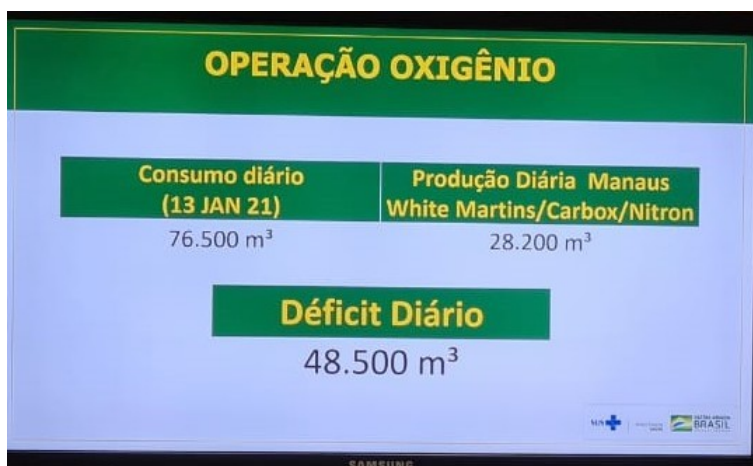 OPERAÇÃO OXIGÊNIO
Consumo diário
(13 JAN 21)
76.500 m³
Produção Diária Manaus
White Martins/Carbox/Nitron
28.200 m³
Déficit Diário
48.500 m³
SUS
BRASIL
SAMSUNG